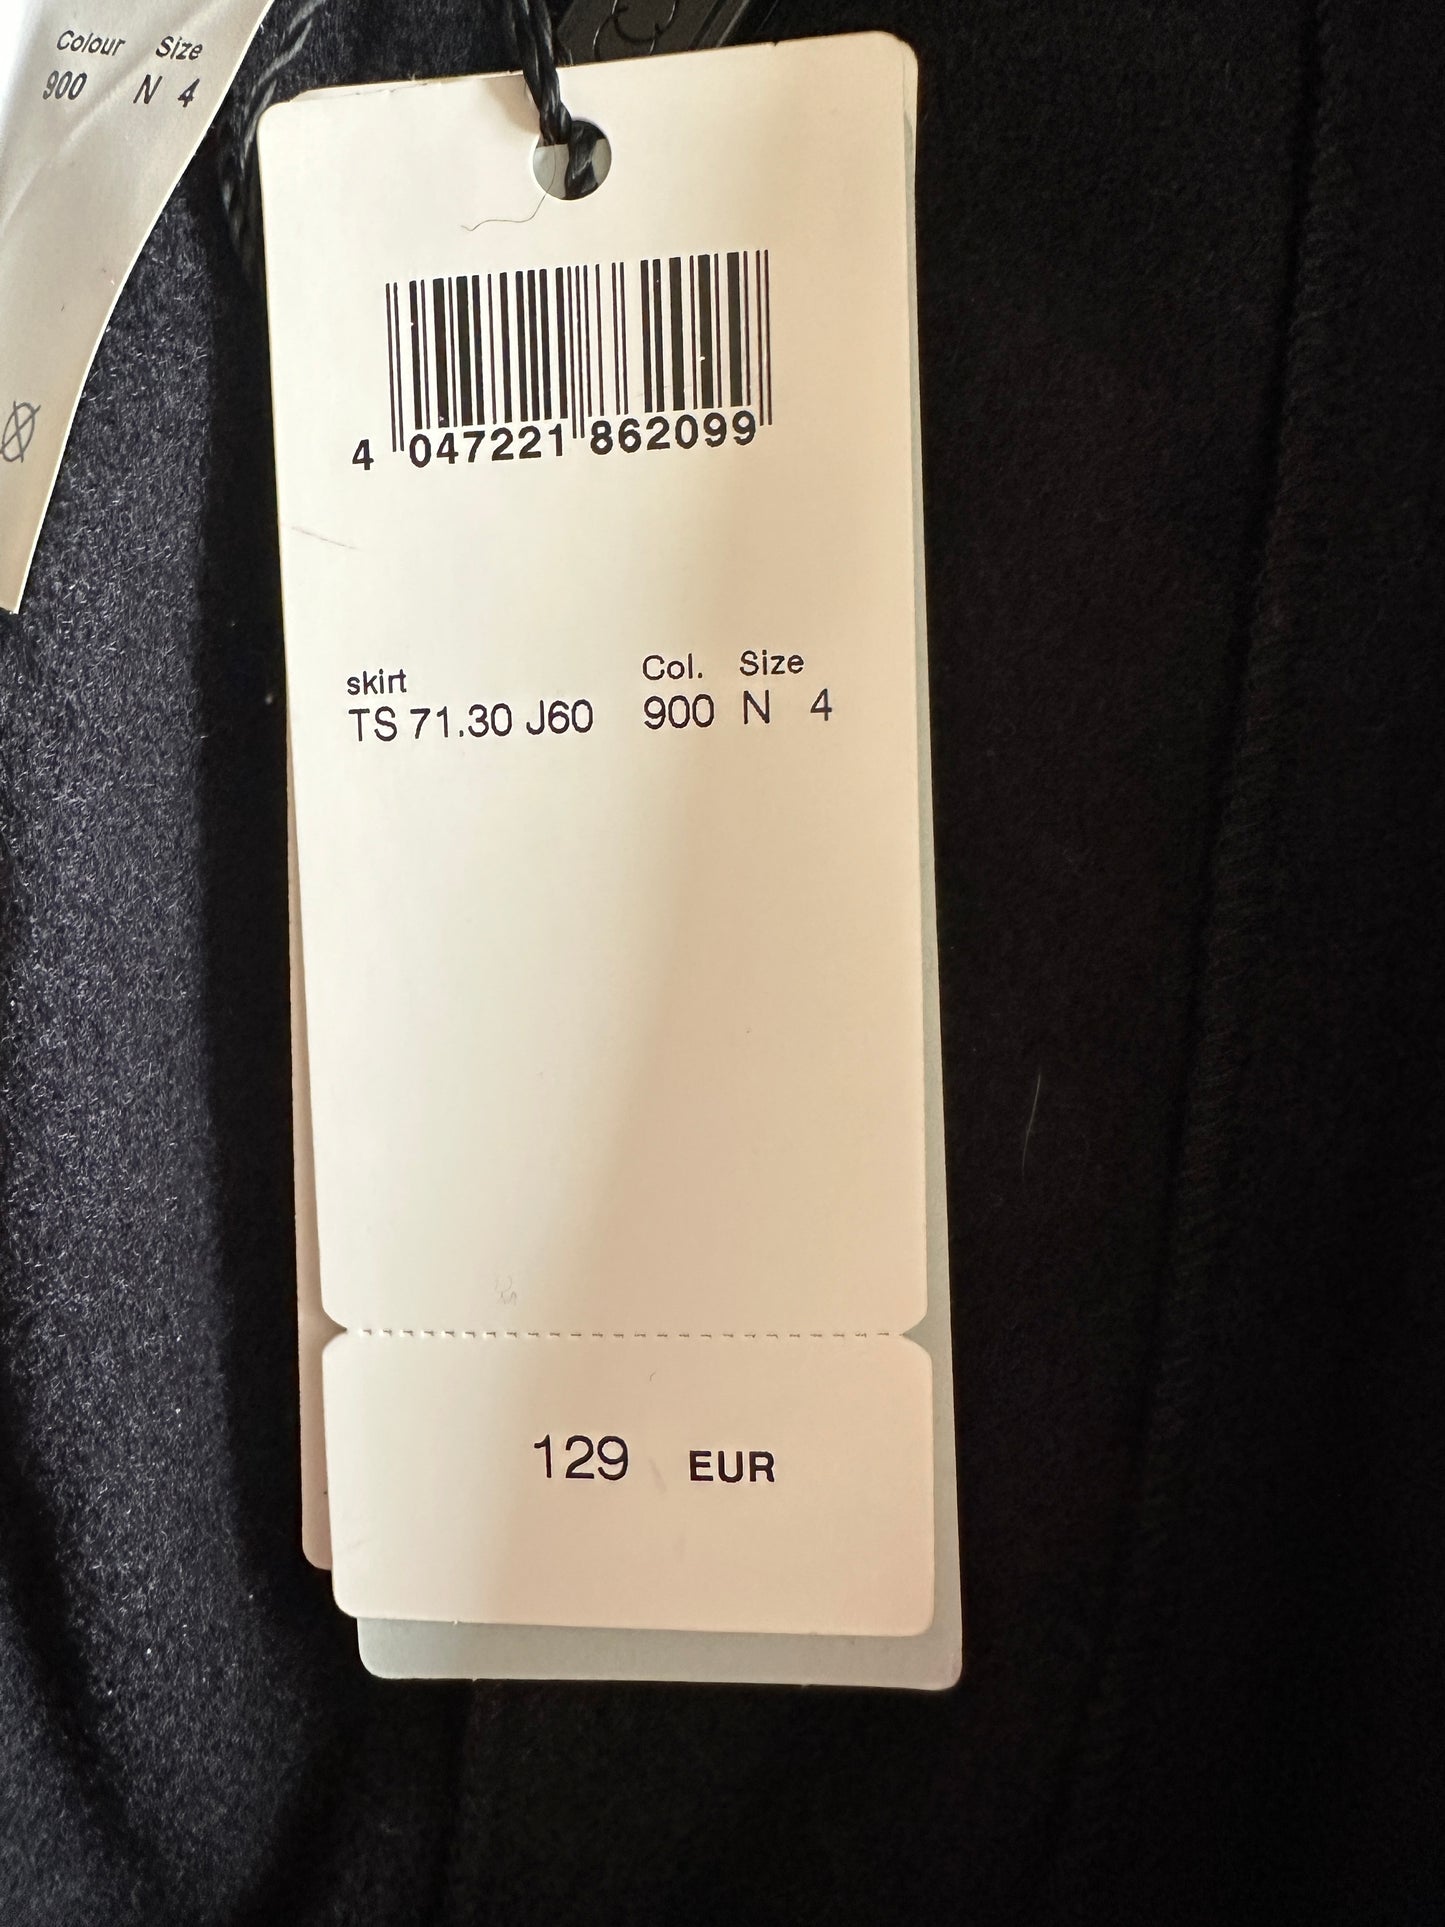 Colour Size
900 N 4
4 047221 862099
skirt Col. Size
TS 71.30 J60 900 N 4
129 EUR